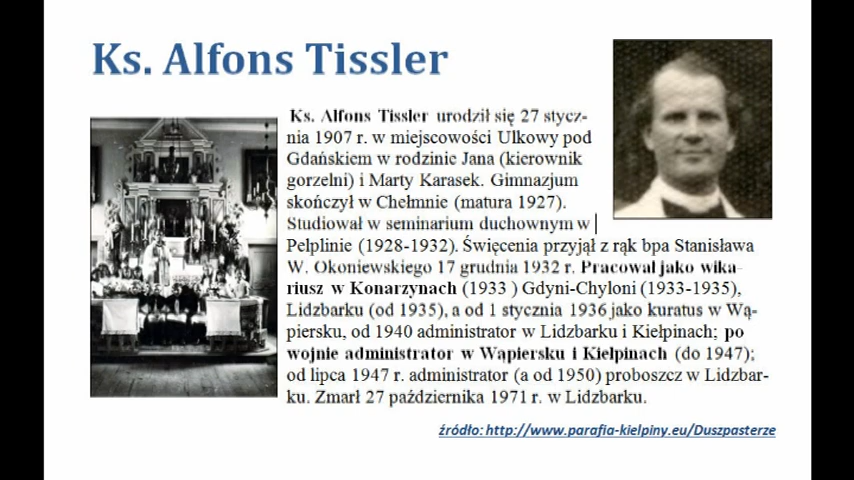 Ks. Alfons Tissler
Ks. Alfons Tissler urodził się 27 stycz-
nia 1907 r. w miejscowości Ulkowy pod
Gdańskiem w rodzinie Jana (kierownik
gorzelni) i Marty Karasek. Gimnazjum
skończył w Chełmnie (matura 1927).
Studiował w seminarium duchownym w
Pelplinie (1928-1932). Święcenia przyjął z rąk bpa Stanisława
W. Okoniewskiego 17 grudnia 1932 r. Pracował jako wika-
riusz w Konarzynach (1933 ) Gdyni-Chyloni (1933-1935),
Lidzbarku (od 1935), a od 1 stycznia 1936 jako kuratus w Wą-
piersku, od 1940 administrator w Lidzbarku i Kiełpinach; po
wojnie administrator w Wąpiersku i Kiełpinach (do 1947);
od lipca 1947 r. administrator (a od 1950) proboszcz w Lidzbar-
ku. Zmarł 27 października 1971 r. w Lidzbarku.
źródło: http://www.parafia-kielpiny.eu/Duszpasterze